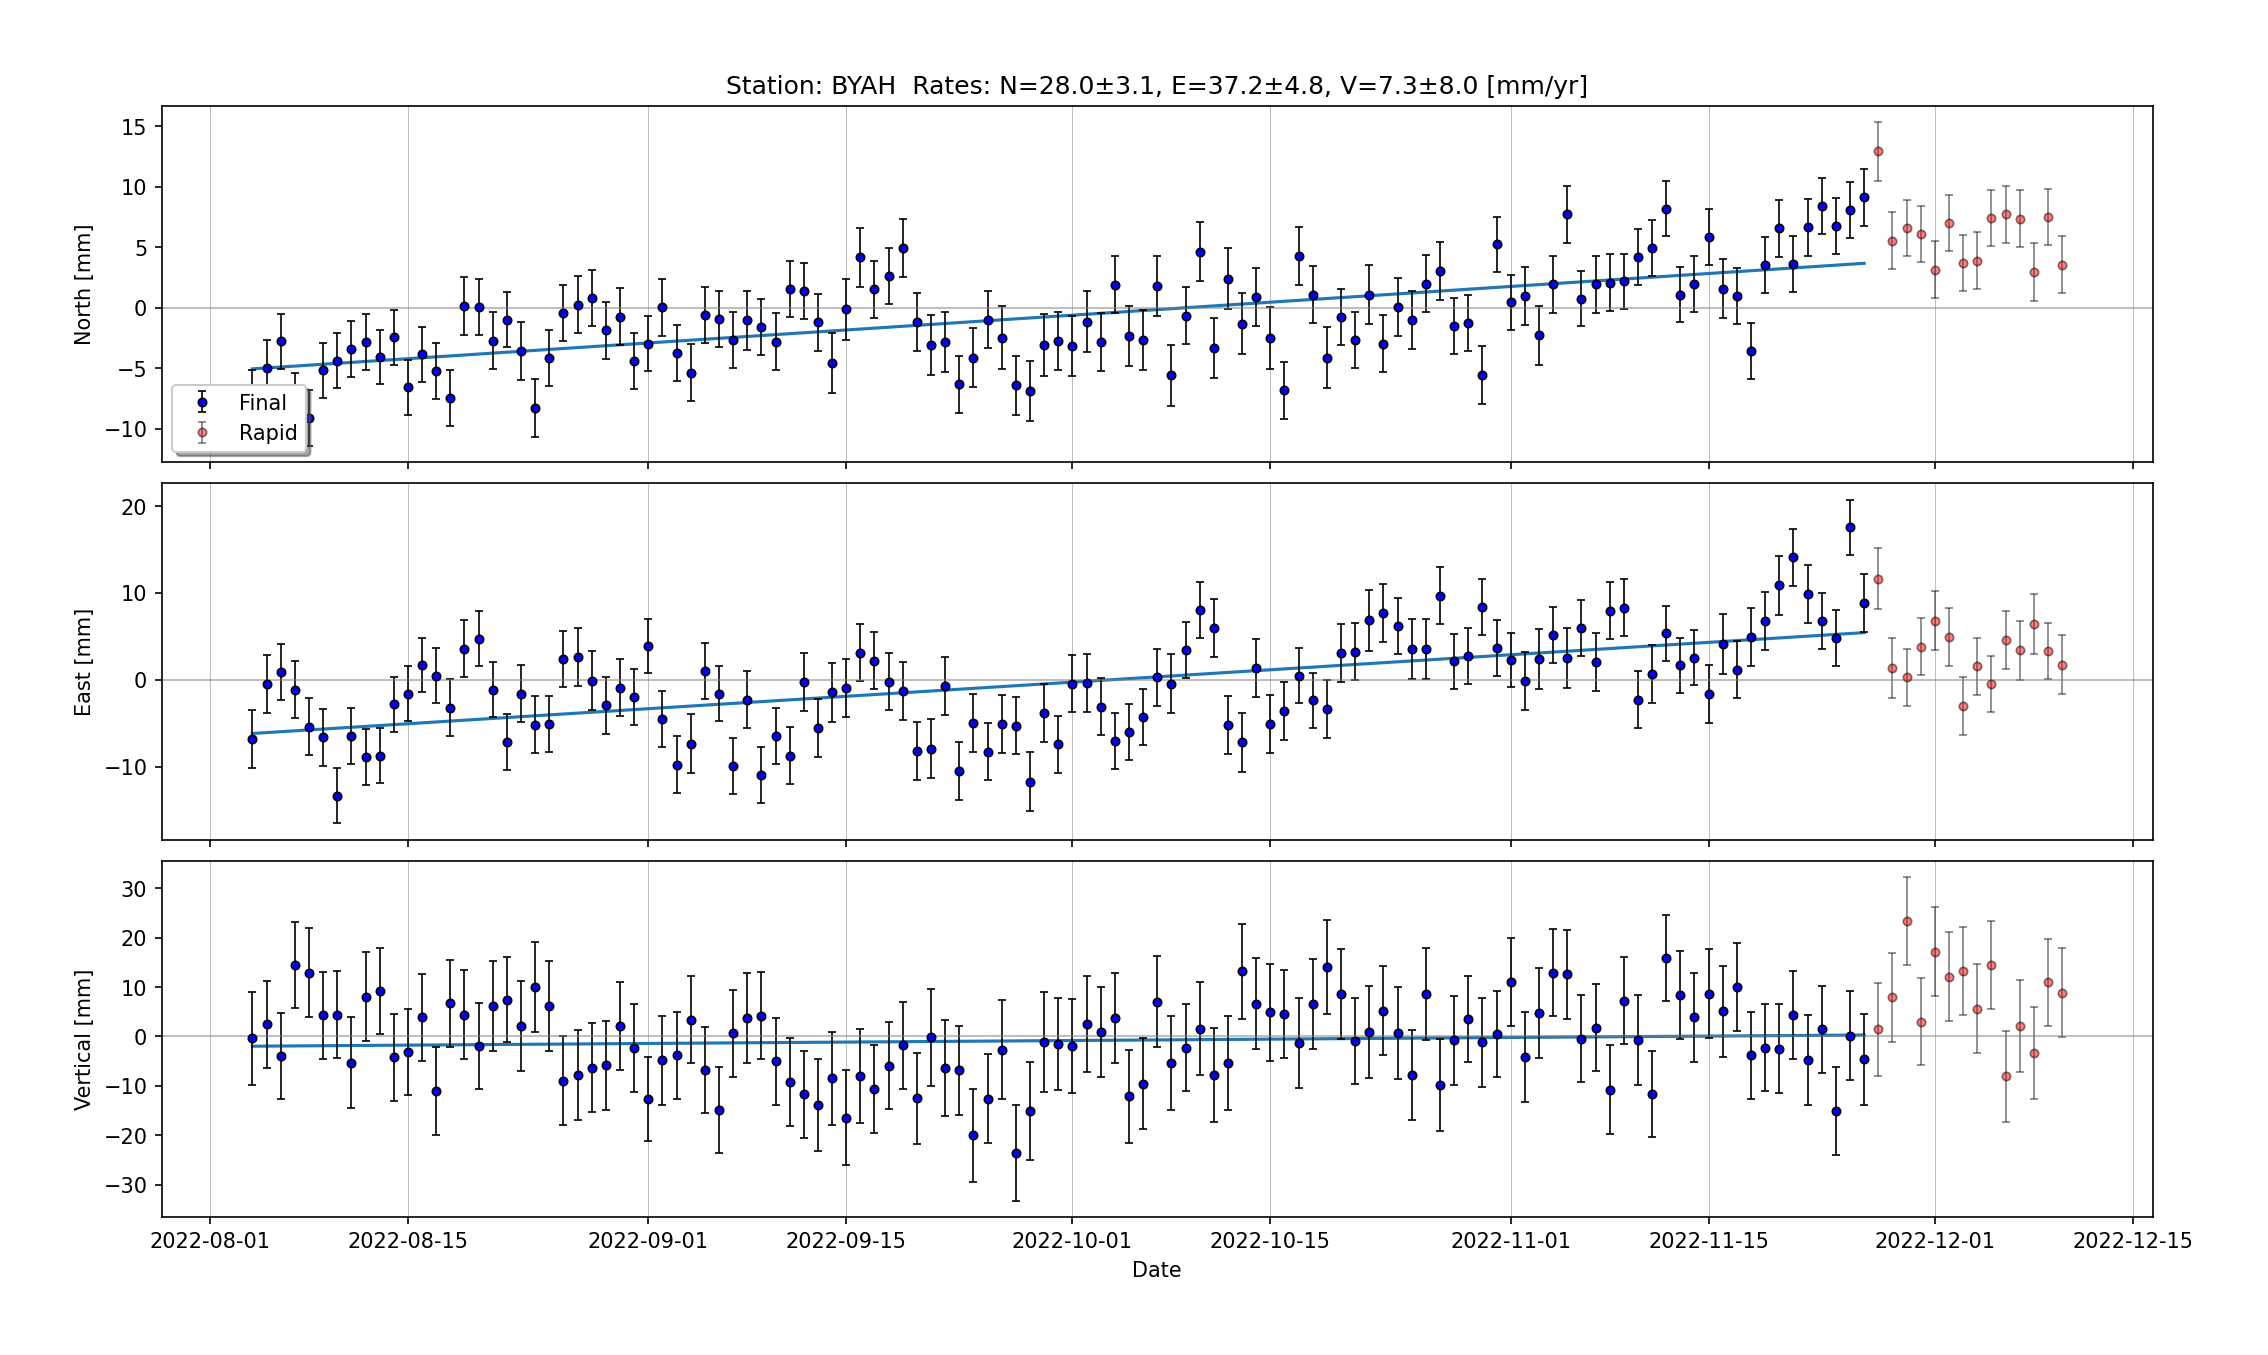 Station: BYAH  Rates: N=28.0±3.1, E=37.2±4.8, V=7.3±8.0 [mm/yr]
15
10
5
0
−5
−10
North [mm]
Final
Rapid
20
10
0
−10
East [mm]
30
20
10
0
−10
−20
−30
Vertical [mm]
2022-08-01 2022-08-15 2022-09-01 2022-09-15 2022-10-01 2022-10-15 2022-11-01 2022-11-15 2022-12-01 2022-12-15
Date